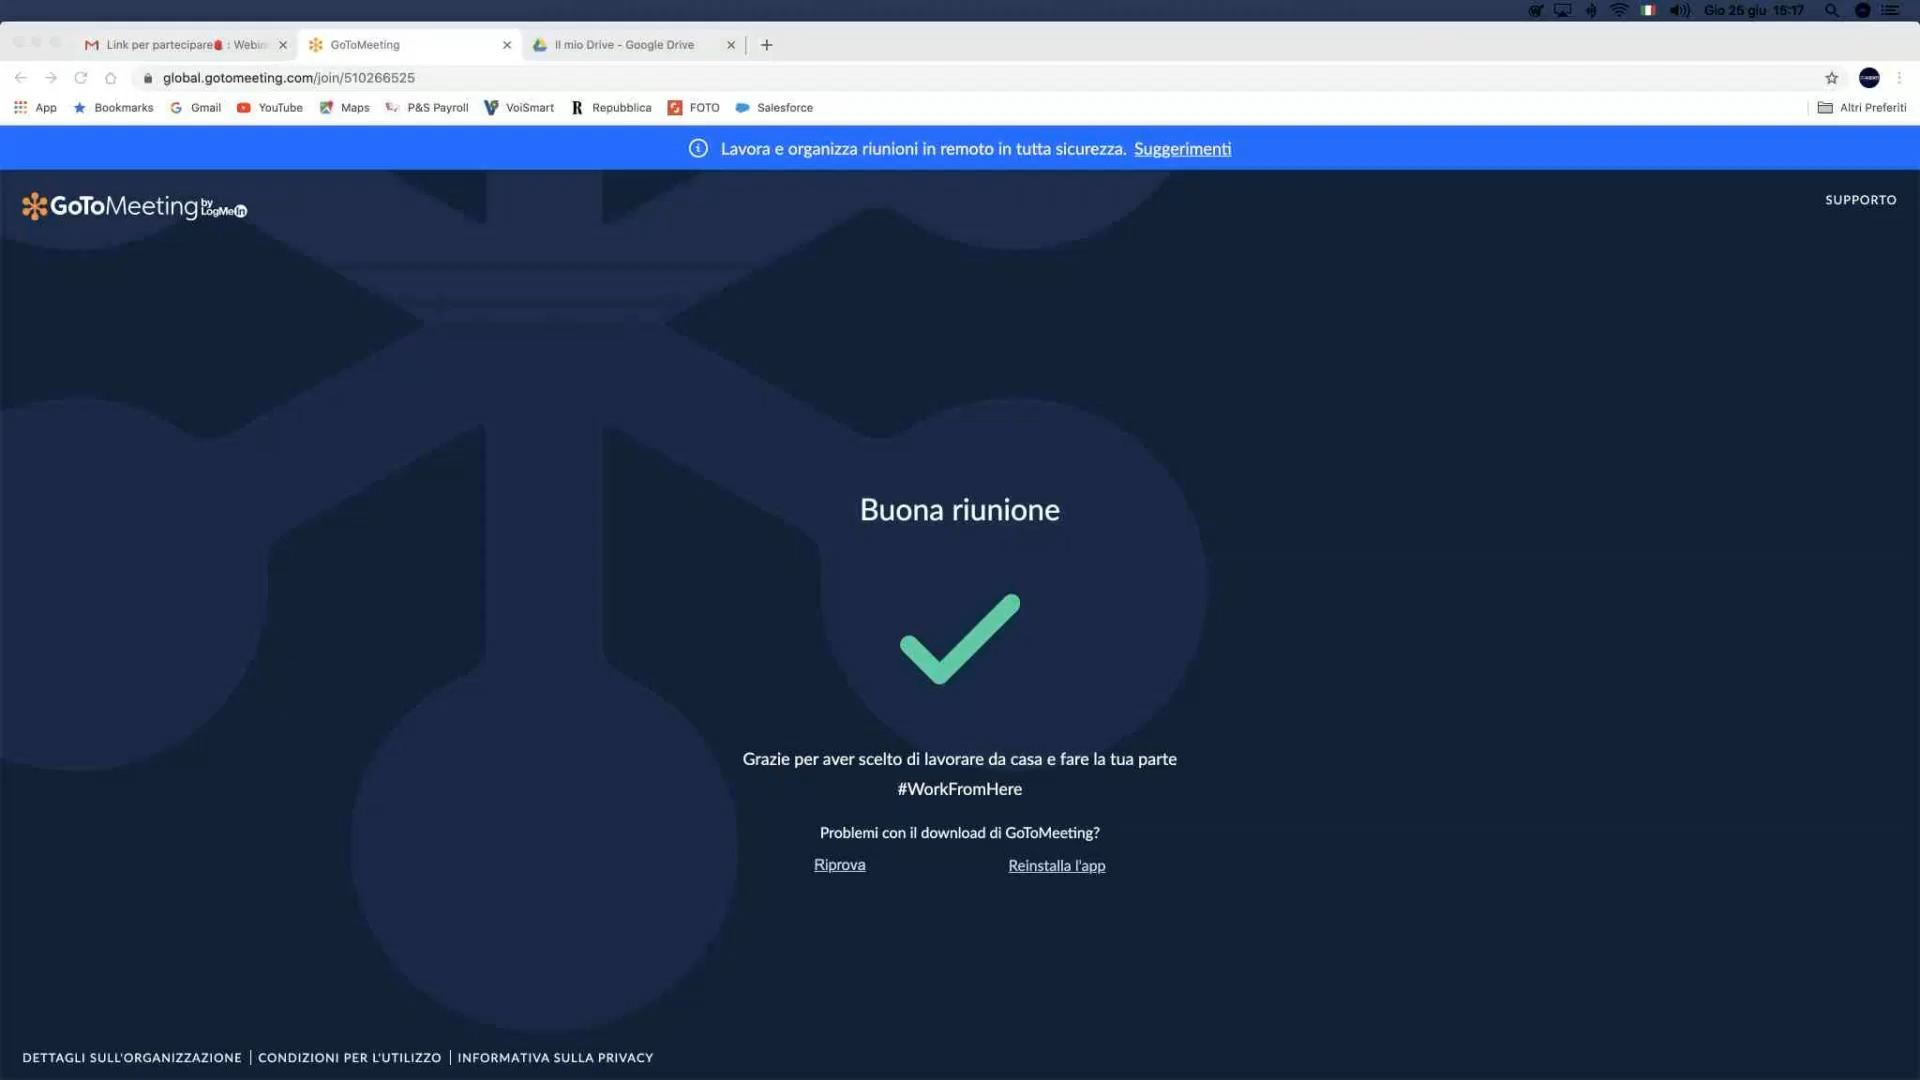 Gio 25 giu 15:17
Link per partecipare : Webin
GoToMeeting
Il mio Drive - Google Drive
global.gotomeeting.com/join/510266525
App
Bookmarks
Gmail
YouTube
Maps
P&S Payroll
VoiSmart
R Repubblica
FOTO
Salesforce
Altri Preferiti
Lavora e organizza riunioni in remoto in tutta sicurezza. Suggerimenti
GoToMeeting by LogMeIn
SUPPORTO
Buona riunione
Grazie per aver scelto di lavorare da casa e fare la tua parte
#WorkFromHere
Problemi con il download di GoToMeeting?
Riprova
Reinstalla l'app
DETTAGLI SULL'ORGANIZZAZIONE | CONDIZIONI PER L'UTILIZZO | INFORMATIVA SULLA PRIVACY